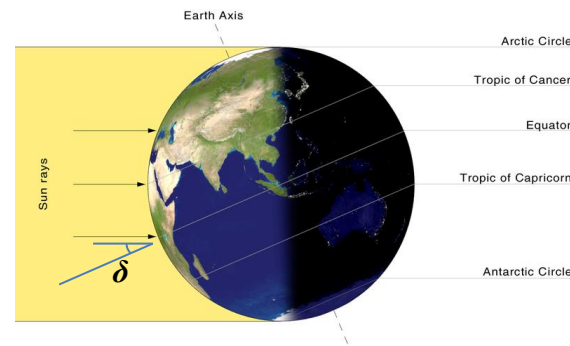 Earth Axis
Arctic Circle
Tropic of Cancer
Equator
Tropic of Capricorn
Antarctic Circle
Sun rays
δ